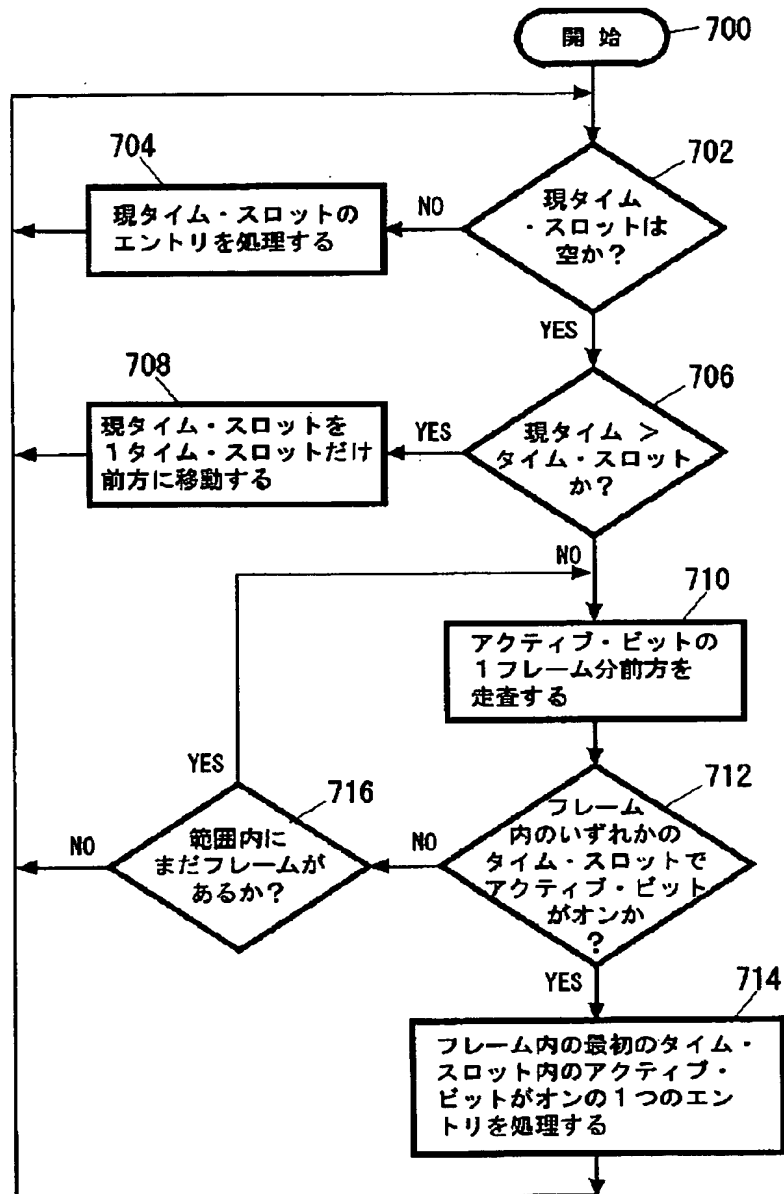 開 始
700
702
現タイム
・スロットは
空か？
NO
704
現タイム・スロットの
エントリを処理する
YES
706
現タイム ＞
タイム・スロット
か？
YES
708
現タイム・スロットを
１タイム・スロットだけ
前方に移動する
NO
710
アクティブ・ビットの
１フレーム分前方を
走査する
712
フレーム
内のいずれかの
タイム・スロットで
アクティブ・ビット
がオンか
？
NO
716
範囲内に
まだフレームが
あるか？
YES
NO
YES
714
フレーム内の最初のタイム・
スロット内のアクティブ・
ビットがオンの１つのエン
トリを処理する